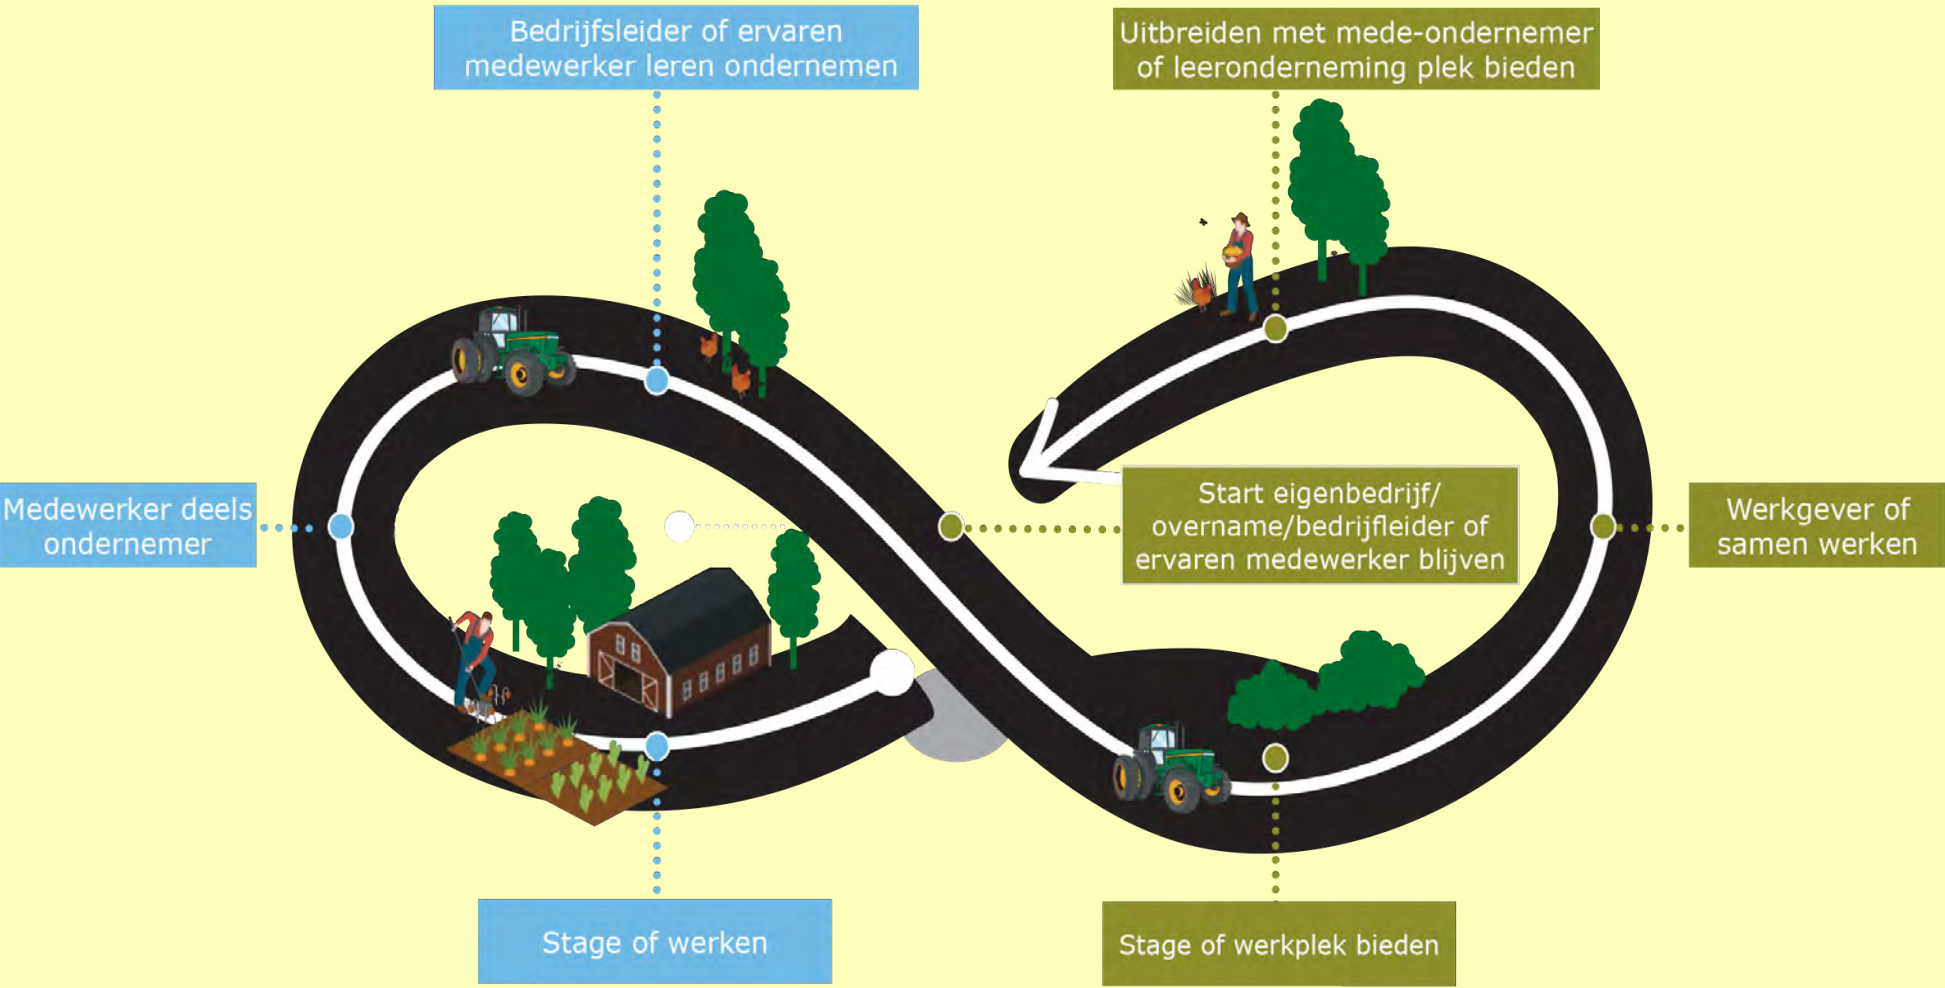 Bedrijfsleider of ervaren
medewerker leren ondernemen
Uitbreiden met mede-ondernemer
of leeronderneming plek bieden
Medewerker deels
ondernemer
Start eigenbedrijf/
overname/bedrijfleider of
ervaren medewerker blijven
Werkgever of
samen werken
Stage of werken
Stage of werkplek bieden